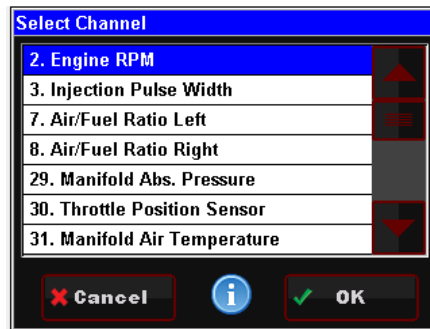 Select Channel
2. Engine RPM
3. Injection Pulse Width
7. Air/Fuel Ratio Left
8. Air/Fuel Ratio Right
29. Manifold Abs. Pressure
30. Throttle Position Sensor
31. Manifold Air Temperature
Cancel
i
OK